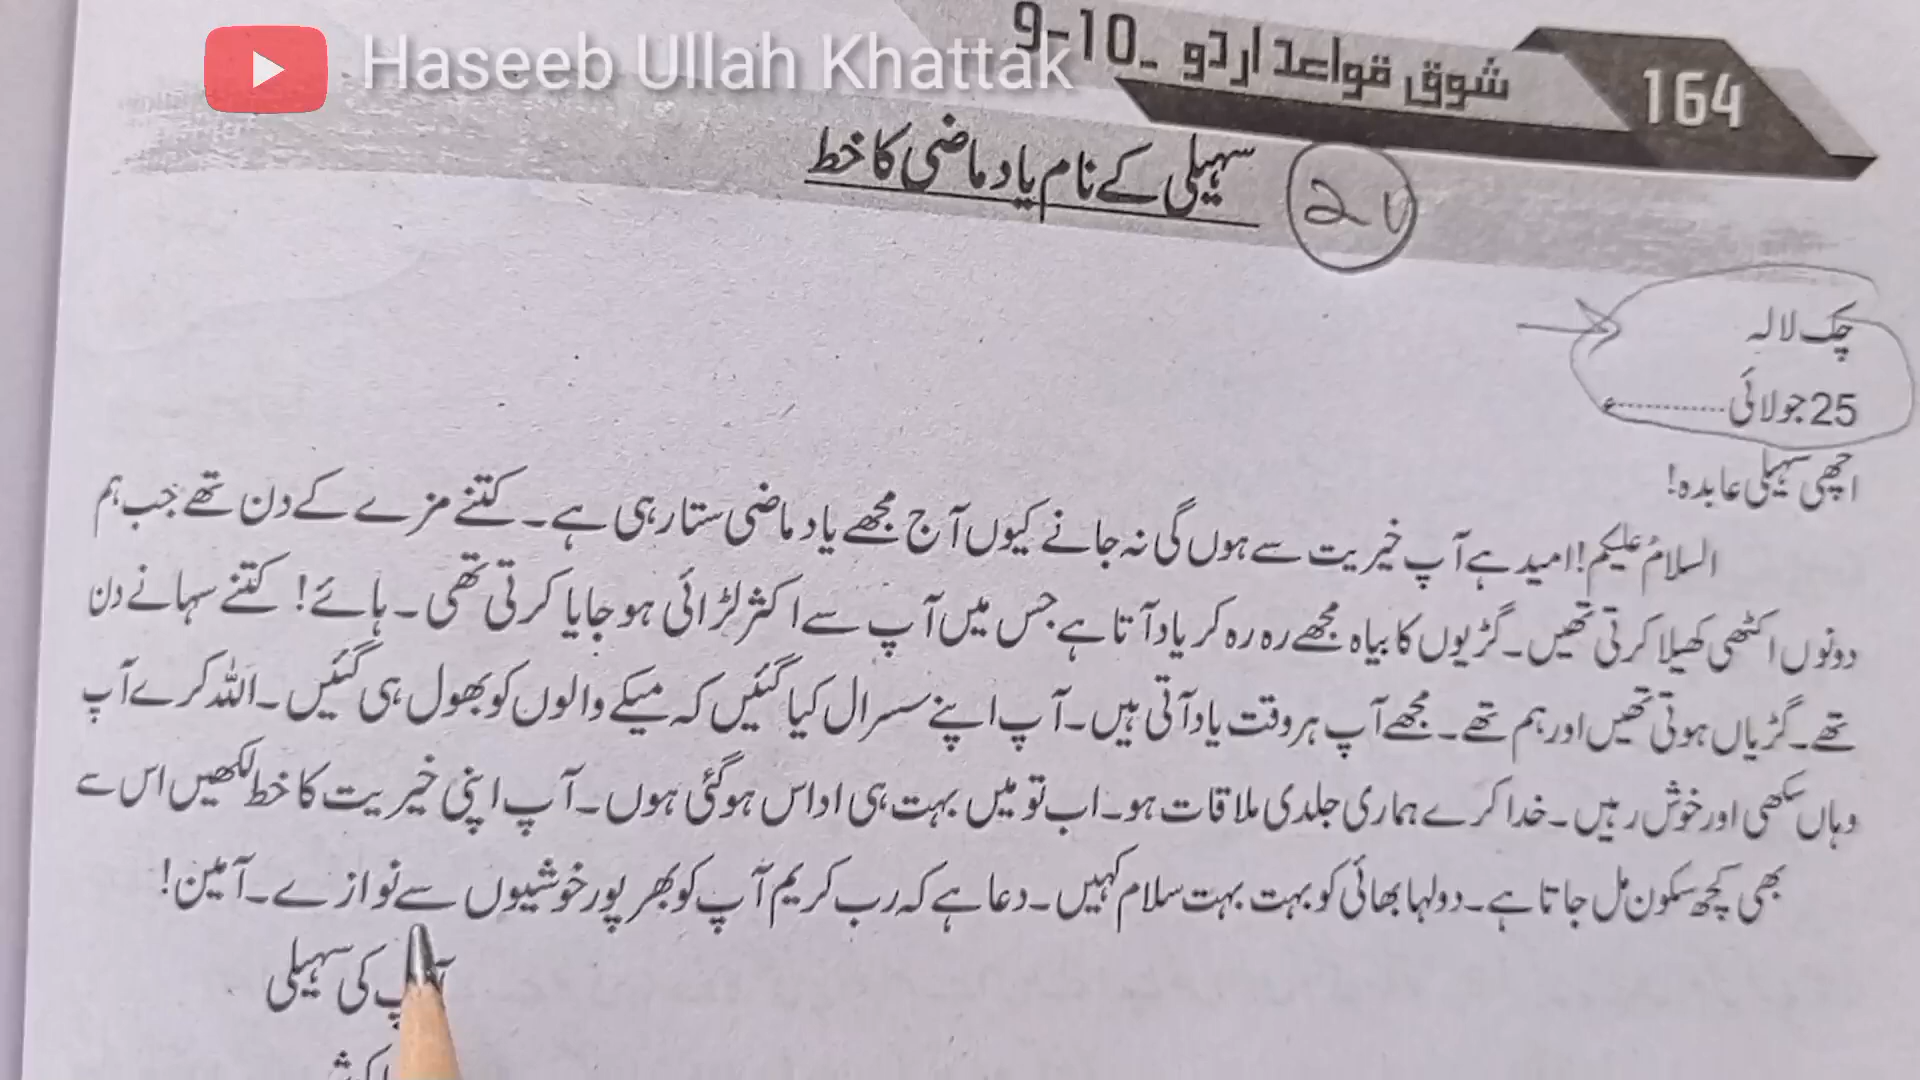 Haseeb Ullah Khattak
شوق قواعد اردو ۔10-9
164
سہیلی کے نام یاد ماضی کا خط
چک لالہ
25 جولائی............ء
اچھی سہیلی عابدہ!
السلامُ علیکم! امید ہے آپ خیریت سے ہوں گی نہ جانے کیوں آج مجھے یاد ماضی ستا رہی ہے۔ کتنے مزے کے دن تھے جب ہم
دونوں اکٹھی کھیلا کرتی تھیں۔ گڑیوں کا بیاہ مجھے رہ رہ کر یاد آتا ہے جس میں آپ سے اکثر لڑائی ہو جایا کرتی تھی۔ ہائے! کتنے سہانے دن
تھے۔ گڑیاں ہوتی تھیں اور ہم تھے۔ مجھے آپ ہر وقت یاد آتی ہیں۔ آپ اپنے سسرال کیا گئیں کہ میکے والوں کو بھول ہی گئیں۔ اللہ کرے آپ
وہاں سکھی اور خوش رہیں۔ خدا کرے ہماری جلدی ملاقات ہو۔ اب تو میں بہت ہی اداس ہو گئی ہوں۔ آپ اپنی خیریت کا خط لکھیں اس سے
بھی کچھ سکون مل جاتا ہے۔ دولہا بھائی کو بہت بہت سلام کہیں۔ دعا ہے کہ رب کریم آپ کو بھر پور خوشیوں سے نوازے۔ آمین!
آپ کی سہیلی